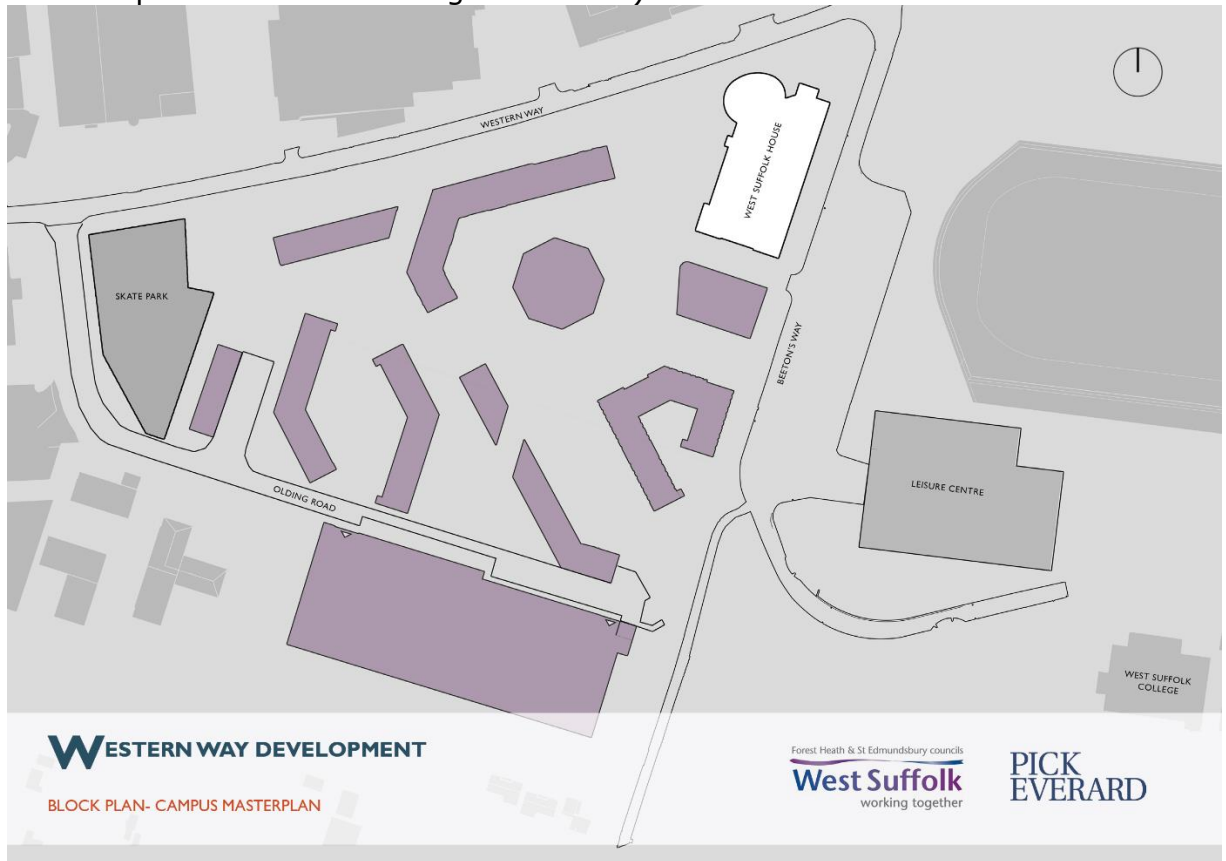 WESTERN WAY
WEST SUFFOLK HOUSE
SKATE PARK
BEETON'S WAY
LEISURE CENTRE
OLDING ROAD
WEST SUFFOLK
COLLEGE
WESTERN WAY DEVELOPMENT
BLOCK PLAN- CAMPUS MASTERPLAN
Forest Heath & St Edmundsbury councils
West Suffolk
working together
PICK
EVERARD